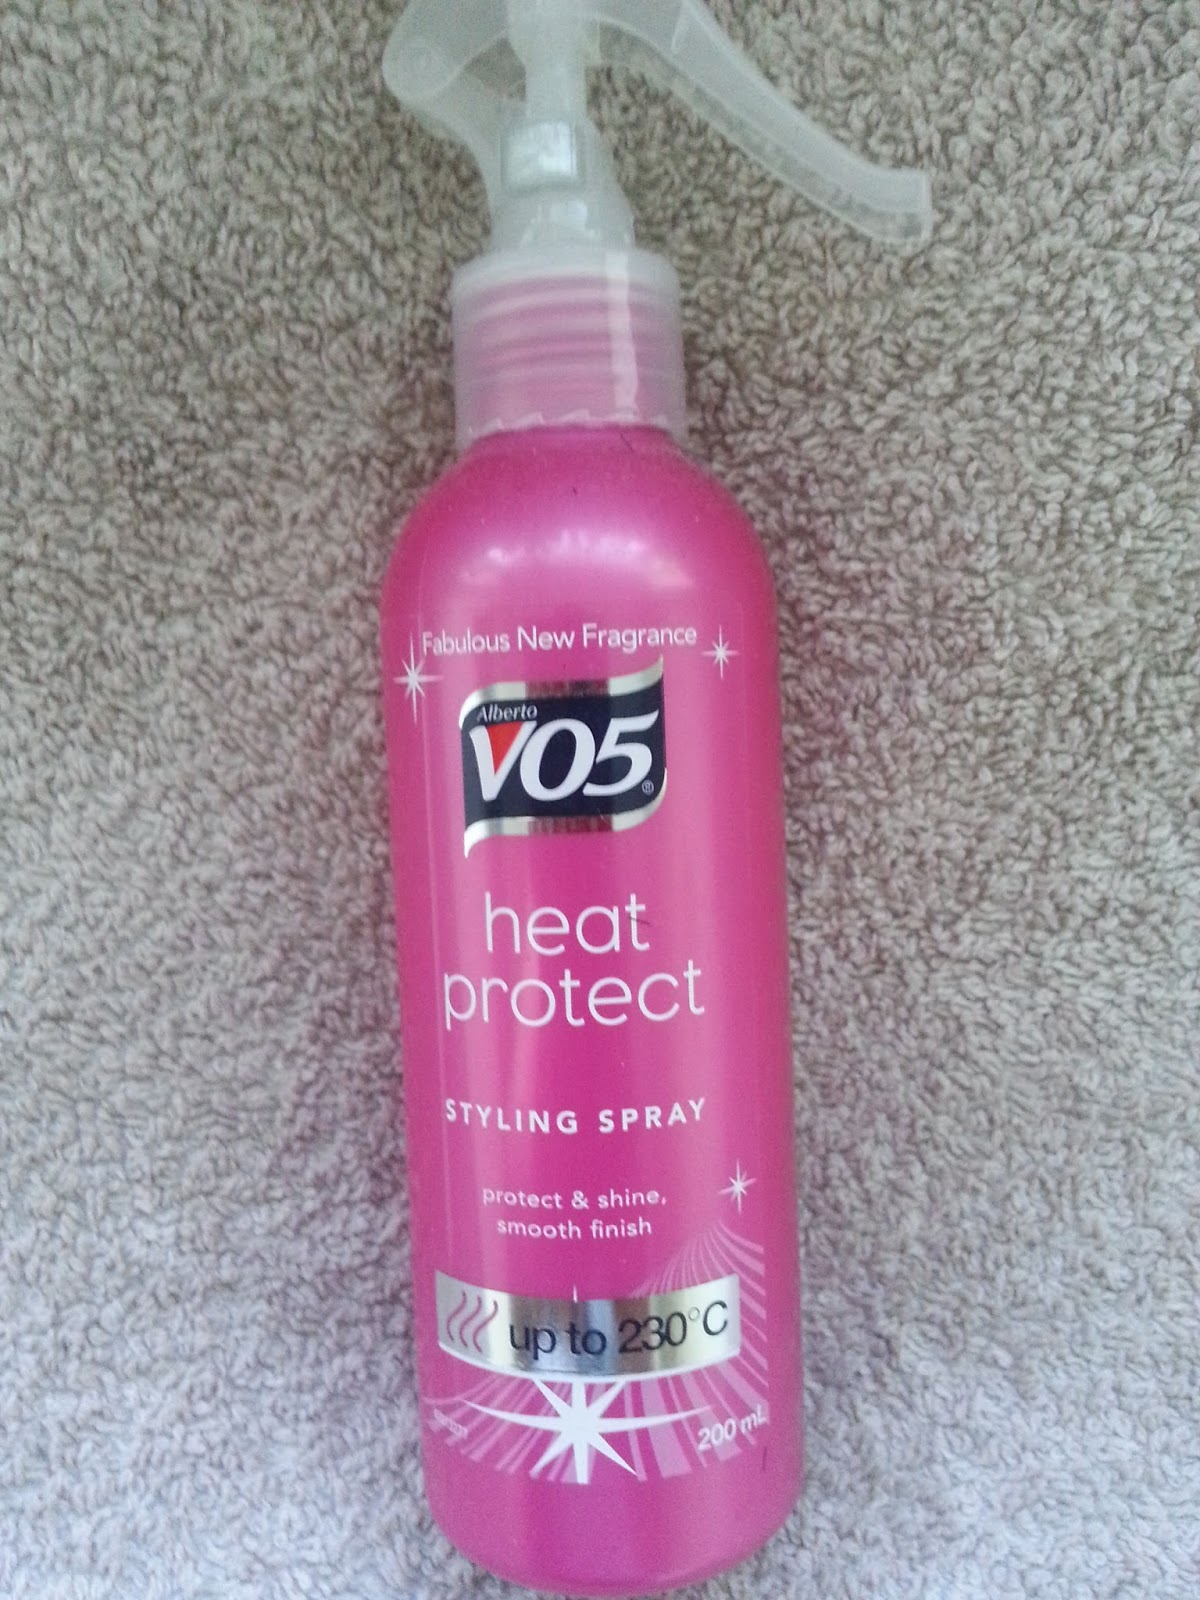 Fabulous New Fragrance
Alberto
VO5®
heat
protect
STYLING SPRAY
protect & shine,
smooth finish
up to 230°C
200 mL